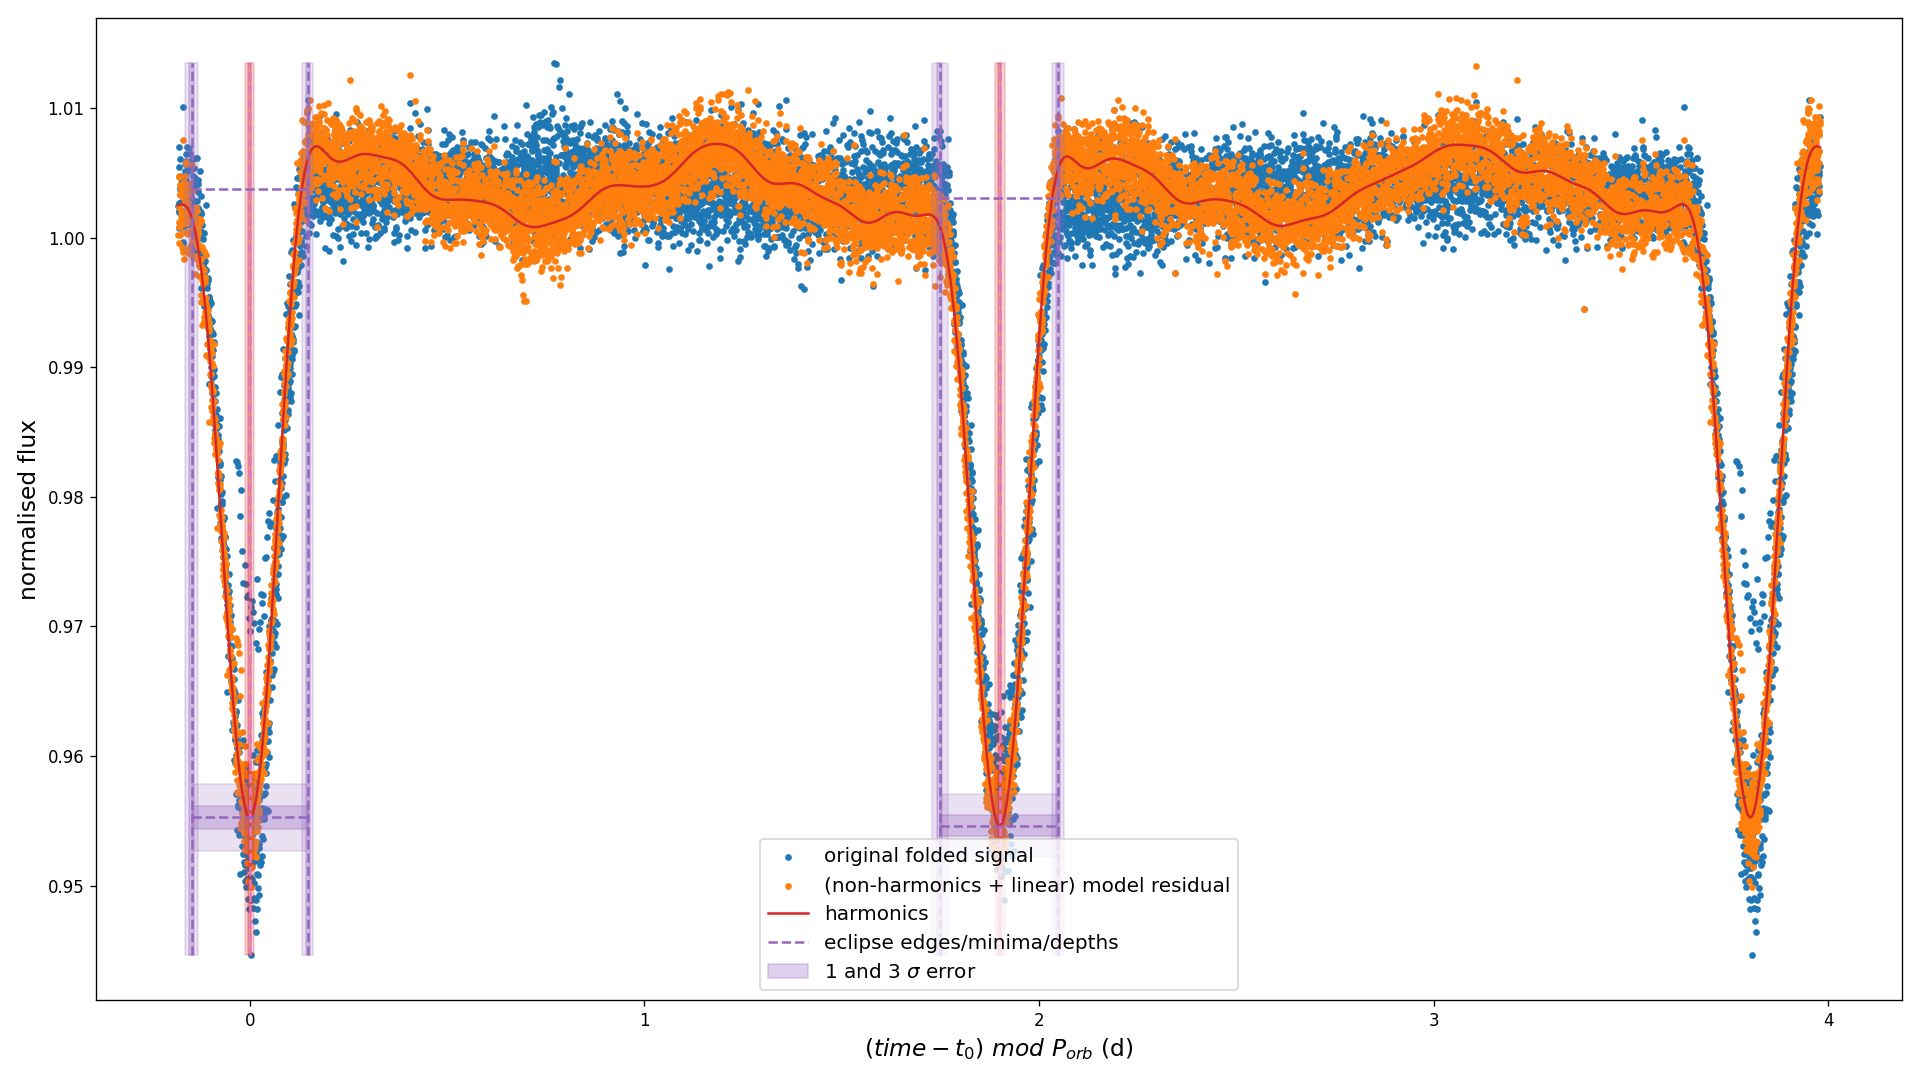 normalised flux
1.01
1.00
0.99
0.98
0.97
0.96
0.95
original folded signal
(non-harmonics + linear) model residual
harmonics
eclipse edges/minima/depths
1 and 3 σ error
0 1 2 3 4
(time − t₀) mod P_orb (d)